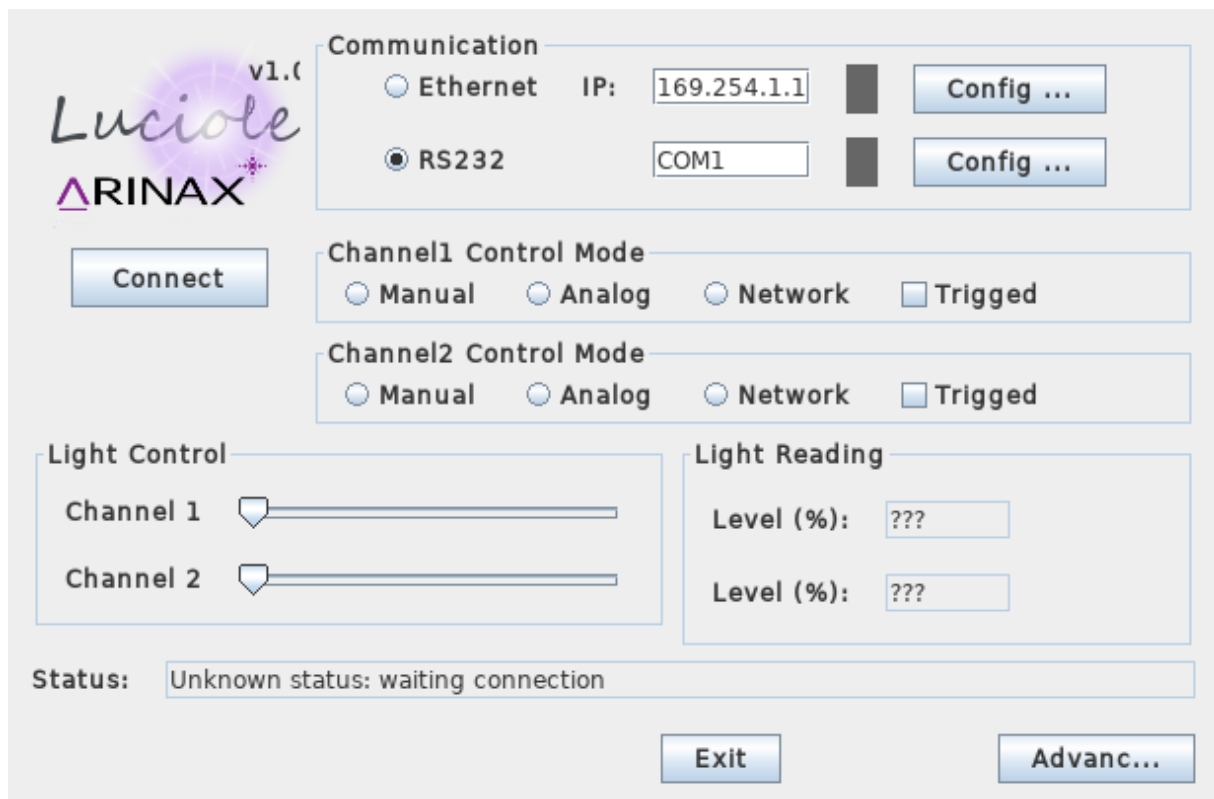 v1.0
Luciole
ARINAX
Communication
Ethernet IP: 169.254.1.1 Config ...
RS232 COM1 Config ...
Connect
Channel1 Control Mode
Manual Analog Network Trigged
Channel2 Control Mode
Manual Analog Network Trigged
Light Control
Channel 1
Channel 2
Light Reading
Level (%): ???
Level (%): ???
Status: Unknown status: waiting connection
Exit Advanc...